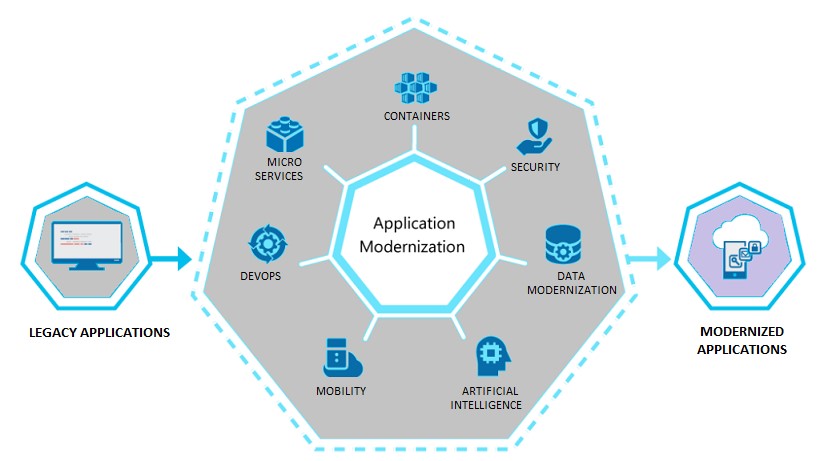 CONTAINERS
MICRO
SERVICES
SECURITY
Application
Modernization
DEVOPS
DATA
MODERNIZATION
LEGACY APPLICATIONS
MODERNIZED
APPLICATIONS
MOBILITY
ARTIFICIAL
INTELLIGENCE